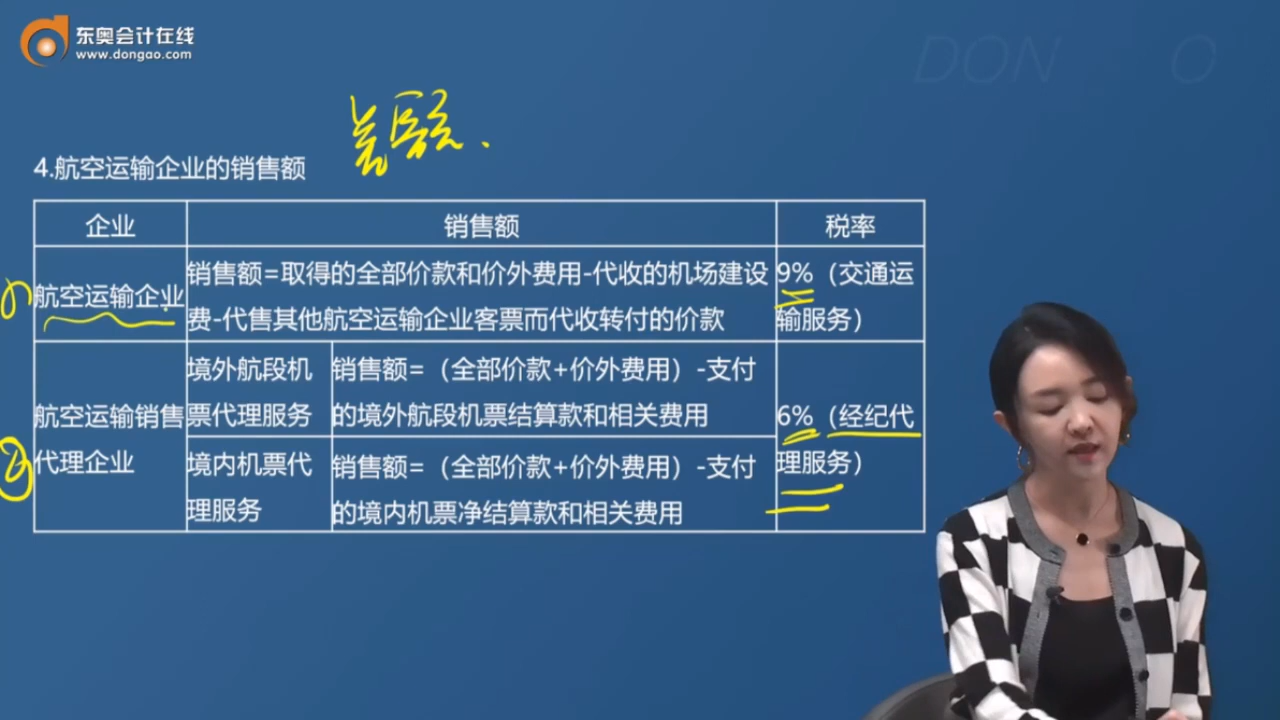 东奥会计在线
www.dongao.com
DON O
差额.
4.航空运输企业的销售额
企业 销售额 税率
航空运输企业
销售额=取得的全部价款和价外费用-代收的机场建设
费-代售其他航空运输企业客票而代收转付的价款
9%（交通运
输服务）
航空运输销售
代理企业
境外航段机
票代理服务
销售额=（全部价款+价外费用）-支付
的境外航段机票结算款和相关费用
境内机票代
理服务
销售额=（全部价款+价外费用）-支付
的境内机票净结算款和相关费用
6%（经纪代
理服务）